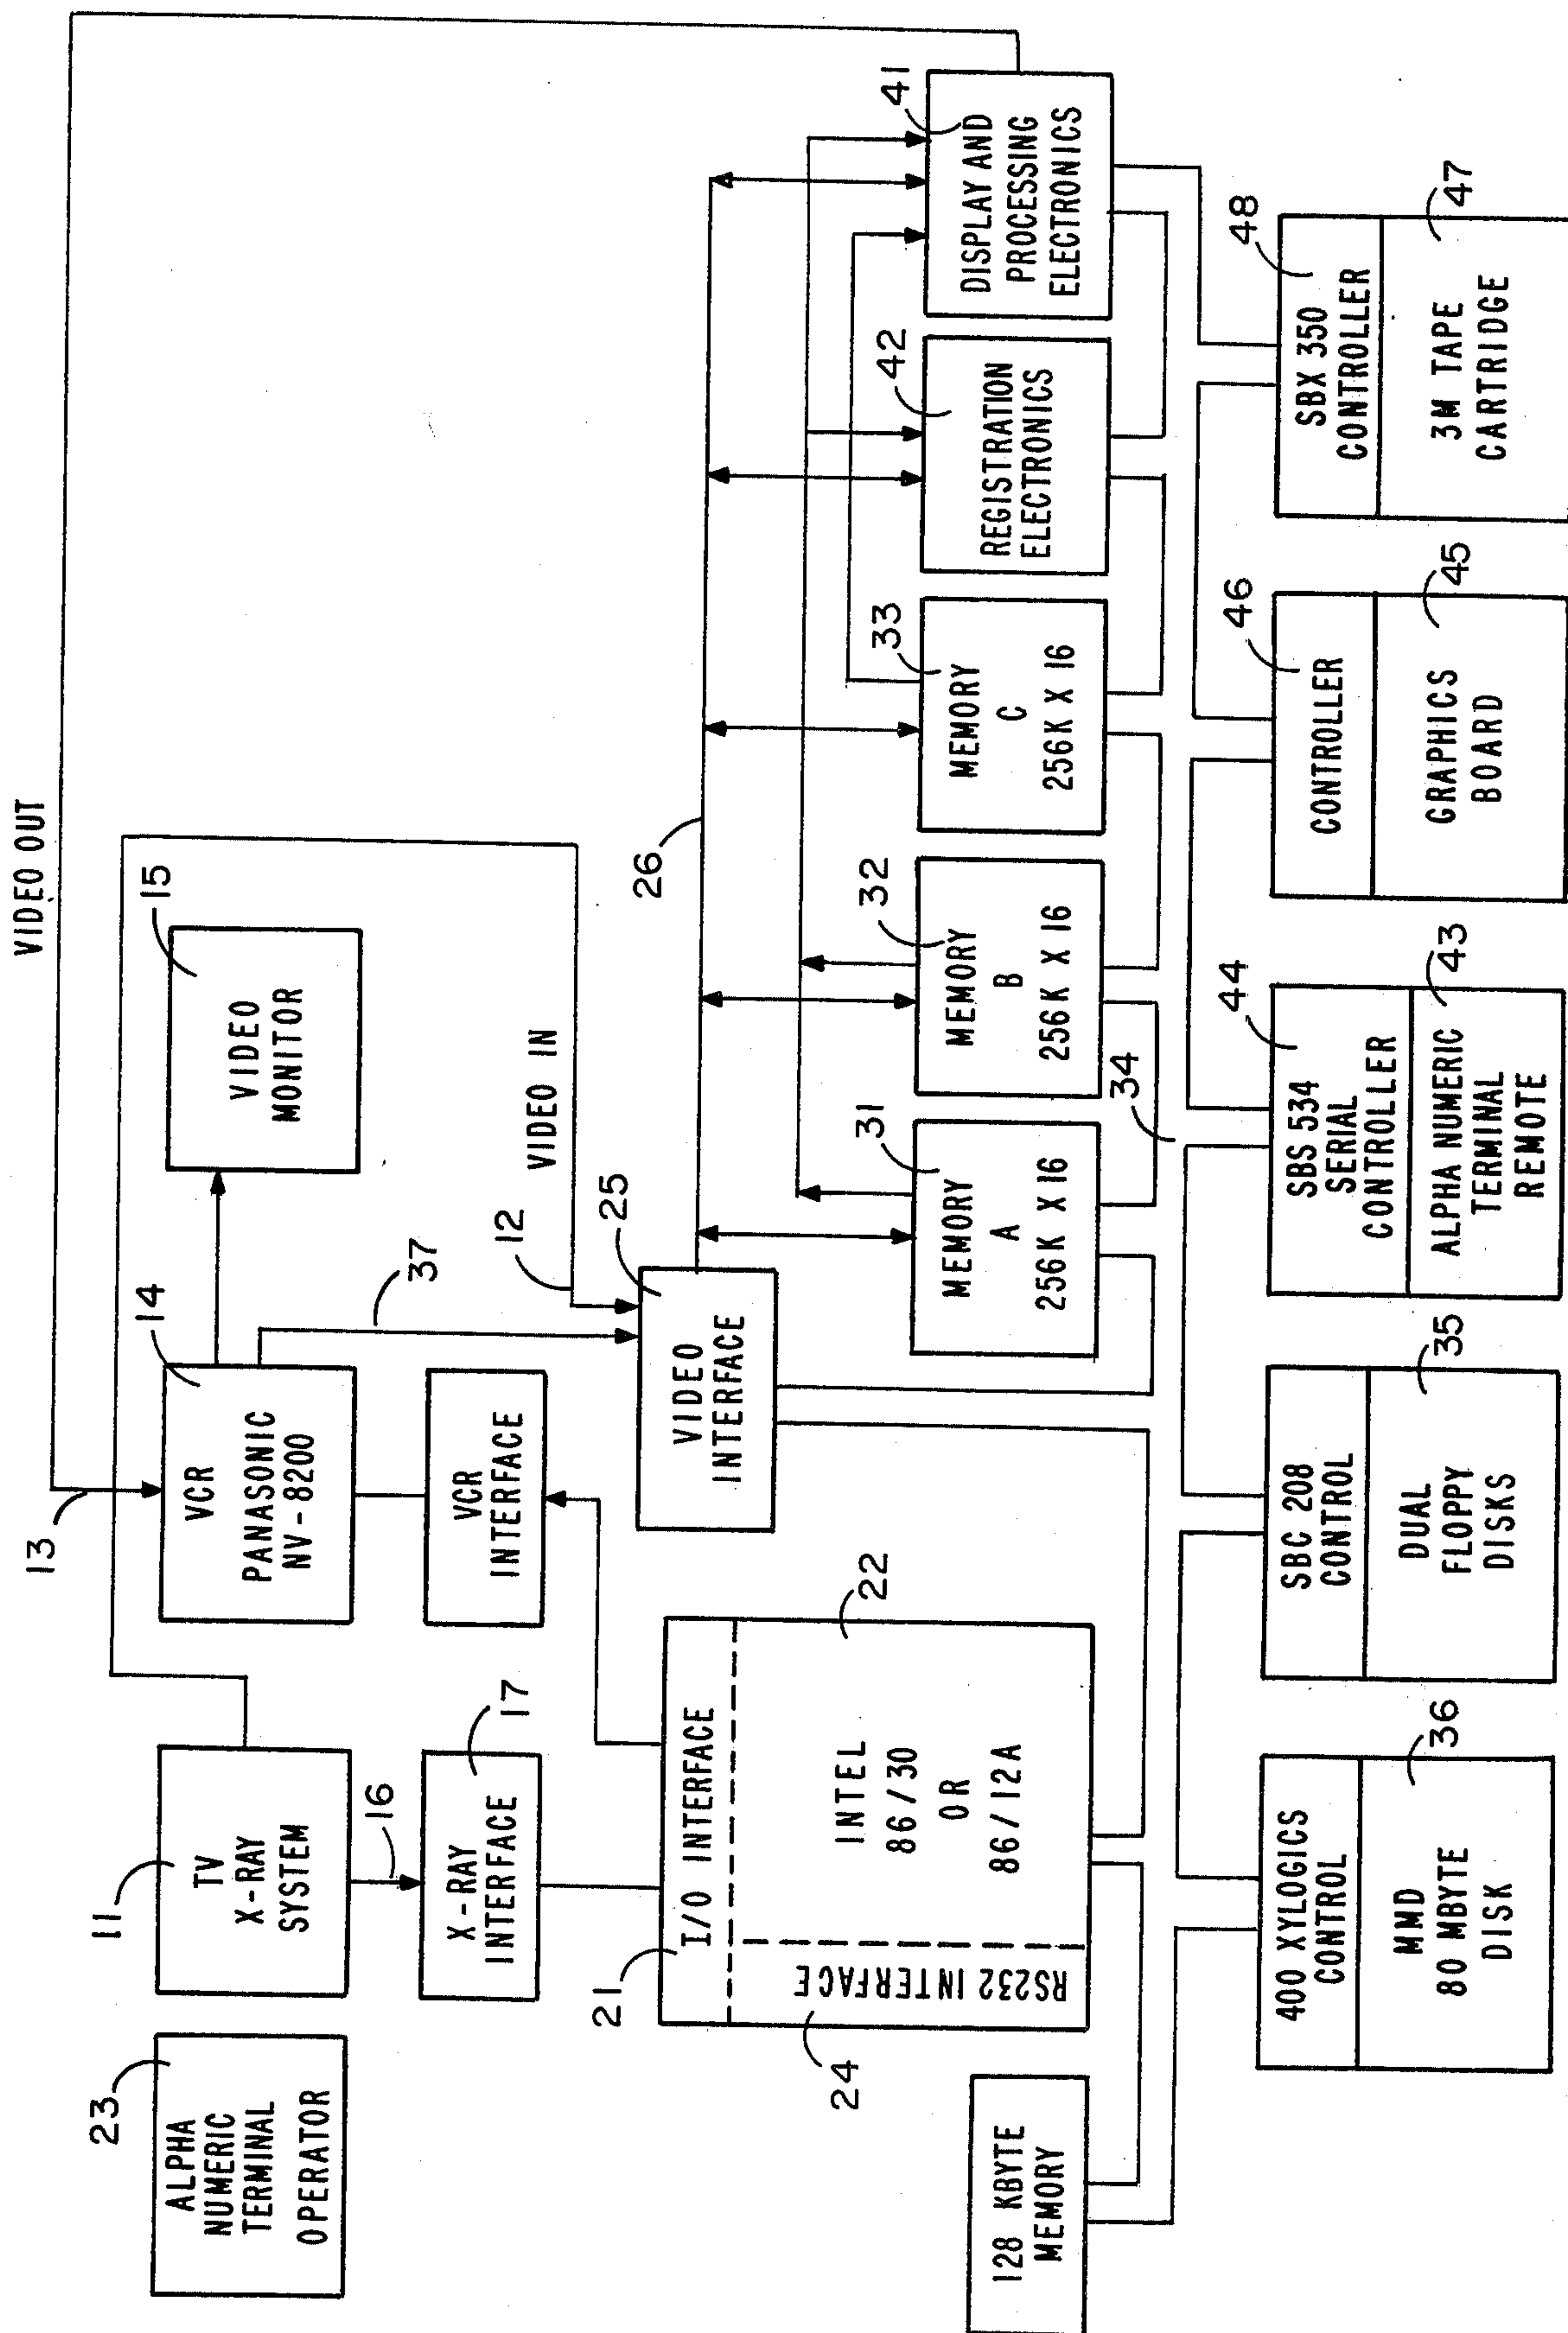 VIDEO OUT
13
23
ALPHA
NUMERIC
TERMINAL
OPERATOR
11
TV
X-RAY
SYSTEM
14
VCR
PANASONIC
NV-8200
15
VIDEO
MONITOR
16
37
17
X-RAY
INTERFACE
VCR
INTERFACE
12
VIDEO IN
21
I/O INTERFACE
22
INTEL
86/30
OR
86/12A
24
RS232 INTERFACE
25
VIDEO
INTERFACE
26
128 KBYTE
MEMORY
31
MEMORY
A
256K X 16
32
MEMORY
B
256K X 16
33
MEMORY
C
256K X 16
42
REGISTRATION
ELECTRONICS
41
DISPLAY AND
PROCESSING
ELECTRONICS
34
36
400 XYLOGICS
CONTROL
MMD
80 MBYTE
DISK
35
SBC 208
CONTROL
DUAL
FLOPPY
DISKS
44
SBS 534
SERIAL
CONTROLLER
43
ALPHA NUMERIC
TERMINAL
REMOTE
46
CONTROLLER
45
GRAPHICS
BOARD
48
SBX 350
CONTROLLER
47
3M TAPE
CARTRIDGE